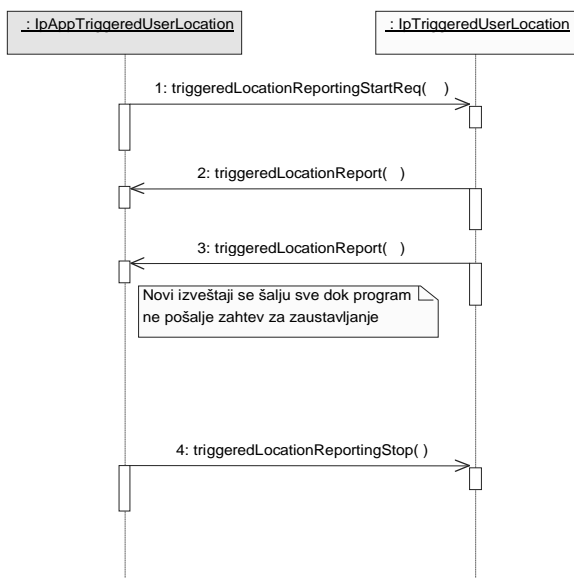 : IpAppTriggeredUserLocation
: IpTriggeredUserLocation
1: triggeredLocationReportingStartReq( )
2: triggeredLocationReport( )
3: triggeredLocationReport( )
Novi izveštaji se šalju sve dok program
ne pošalje zahtev za zaustavljanje
4: triggeredLocationReportingStop( )